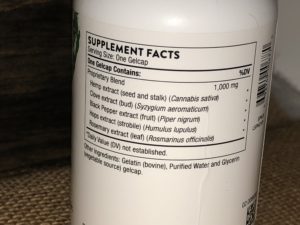 SUPPLEMENT FACTS
Serving Size: One Gelcap
One Gelcap Contains: %DV
Proprietary Blend 1,000 mg
Hemp extract (seed and stalk) (Cannabis sativa) *
Clove extract (bud) (Syzygium aromaticum) *
Black Pepper extract (fruit) (Piper nigrum) *
Hops extract (strobile) (Humulus lupulus) *
Rosemary extract (leaf) (Rosmarinus officinalis) *
*Daily Value (DV) not established.
Other ingredients: Gelatin (bovine), Purified Water and Glycerin
(vegetable source) gelcap.